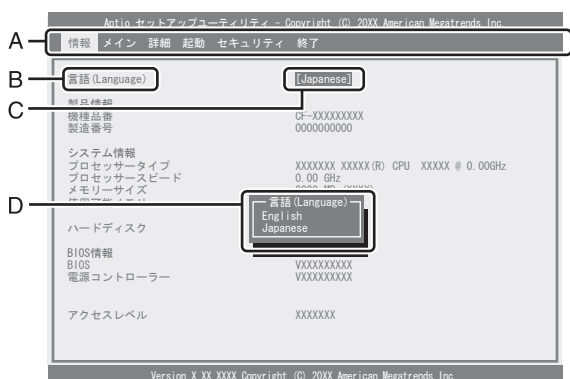 Aptio セットアップユーティリティ - Copyright (C) 20XX American Megatrends Inc
A
情報 メイン 詳細 起動 セキュリティ 終了
B
言語(Language) [Japanese]
C
製品情報
機種品番 CF-XXXXXXXXX
製造番号 0000000000
システム情報
プロセッサータイプ XXXXXXX XXXXX(R) CPU XXXXX @ 0.00GHz
プロセッサースピード 0.00 GHz
メモリーサイズ
D
言語(Language)
English
Japanese
ハードディスク
BIOS情報
BIOS VXXXXXXXXX
電源コントローラー VXXXXXXXXX
アクセスレベル XXXXXXX
Version X.XX.XXXX Copyright (C) 20XX American Megatrends Inc